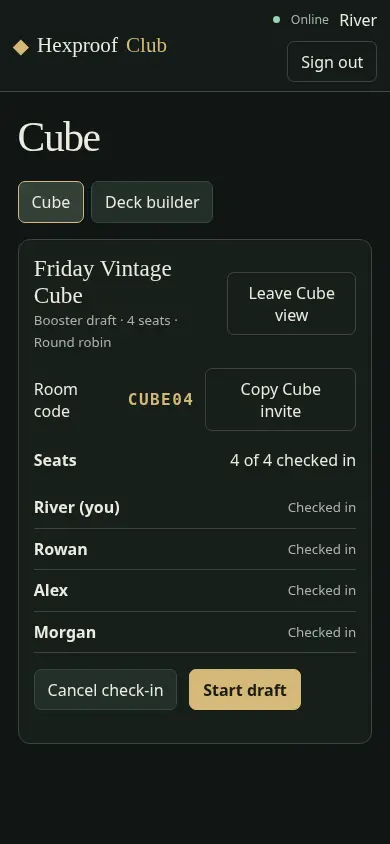 Online River
Hexproof Club
Sign out
Cube
Cube Deck builder
Friday Vintage
Cube
Booster draft · 4 seats ·
Round robin
Leave Cube
view
Room
code
CUBE04
Copy Cube
invite
Seats 4 of 4 checked in
River (you) Checked in
Rowan Checked in
Alex Checked in
Morgan Checked in
Cancel check-in Start draft